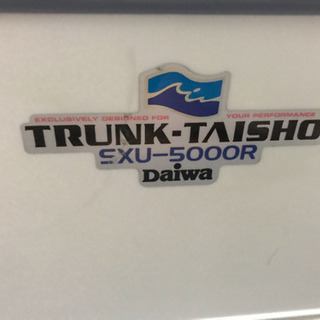 EXCLUSIVELY DESIGNED FOR YOUR PERFORMANCE
TRUNK-TAISHO
SXU-5000R
Daiwa